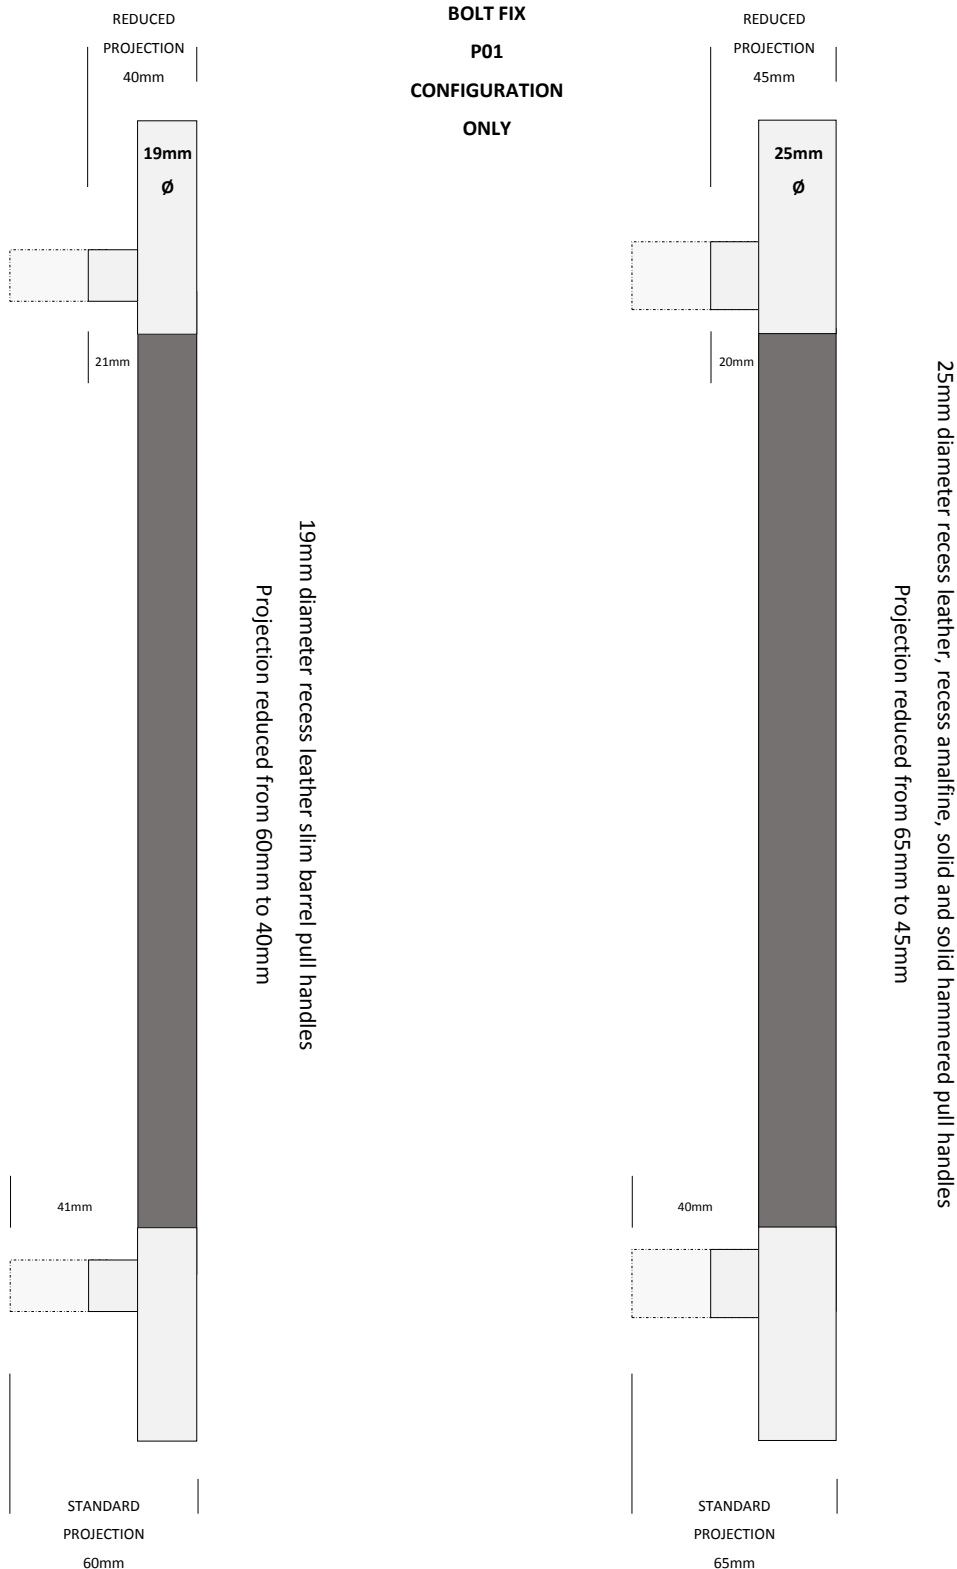 BOLT FIX
P01
CONFIGURATION
ONLY
REDUCED
PROJECTION
40mm
19mm
Ø
21mm
19mm diameter recess leather slim barrel pull handles
Projection reduced from 60mm to 40mm
41mm
STANDARD
PROJECTION
60mm
REDUCED
PROJECTION
45mm
25mm
Ø
20mm
25mm diameter recess leather, recess amalfine, solid and solid hammered pull handles
Projection reduced from 65mm to 45mm
40mm
STANDARD
PROJECTION
65mm